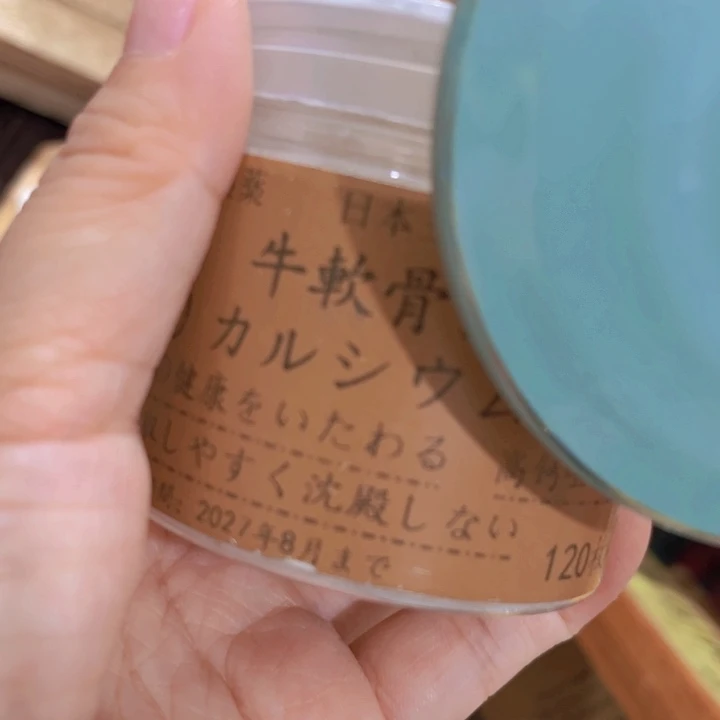 薬 日本
牛軟骨
カルシウム
健康をいたわる
しやすく沈殿しない
2027年8月まで
120